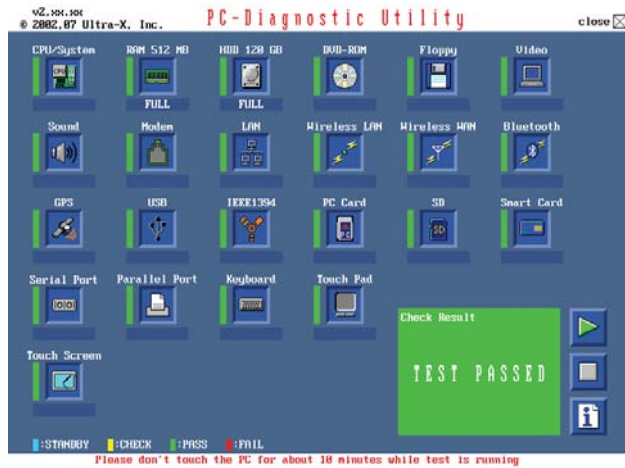 v2.xx.xx
© 2002,07 Ultra-X, Inc.
PC-Diagnostic Utility
close
CPU/System
RAM 512 MB
HDD 120 GB
DVD-ROM
Floppy
Video
FULL
FULL
Sound
Modem
LAN
Wireless LAN
Wireless WAN
Bluetooth
GPS
USB
IEEE1394
PC Card
SD
Smart Card
Serial Port
Parallel Port
Keyboard
Touch Pad
Check Result
TEST PASSED
Touch Screen
:STANDBY
:CHECK
:PASS
:FAIL
Please don't touch the PC for about 10 minutes while test is running